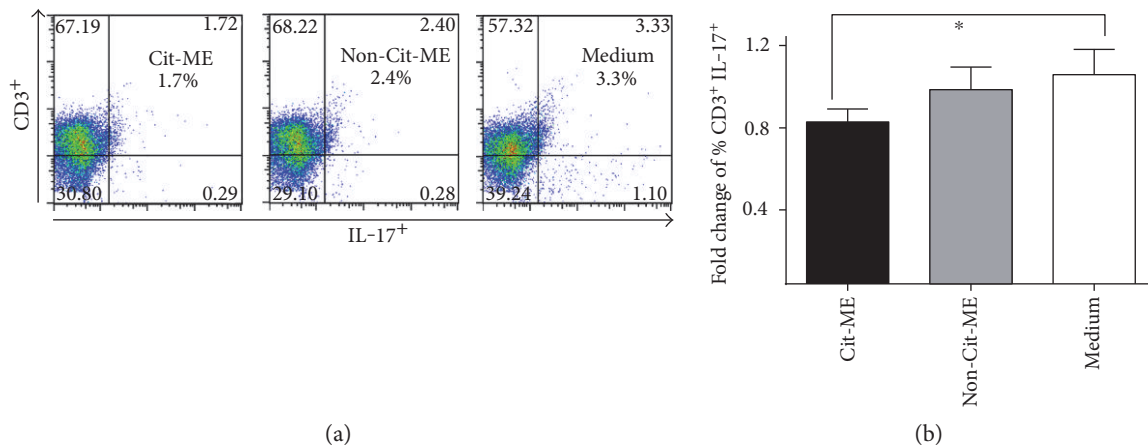 67.19
1.72
Cit-ME
1.7%
30.80
0.29
68.22
2.40
Non-Cit-ME
2.4%
29.10
0.28
57.32
3.33
Medium
3.3%
39.24
1.10
CD3+
IL-17+
(a)
*
1.2
0.8
0.4
Fold change of % CD3+ IL-17+
Cit-ME
Non-Cit-ME
Medium
(b)